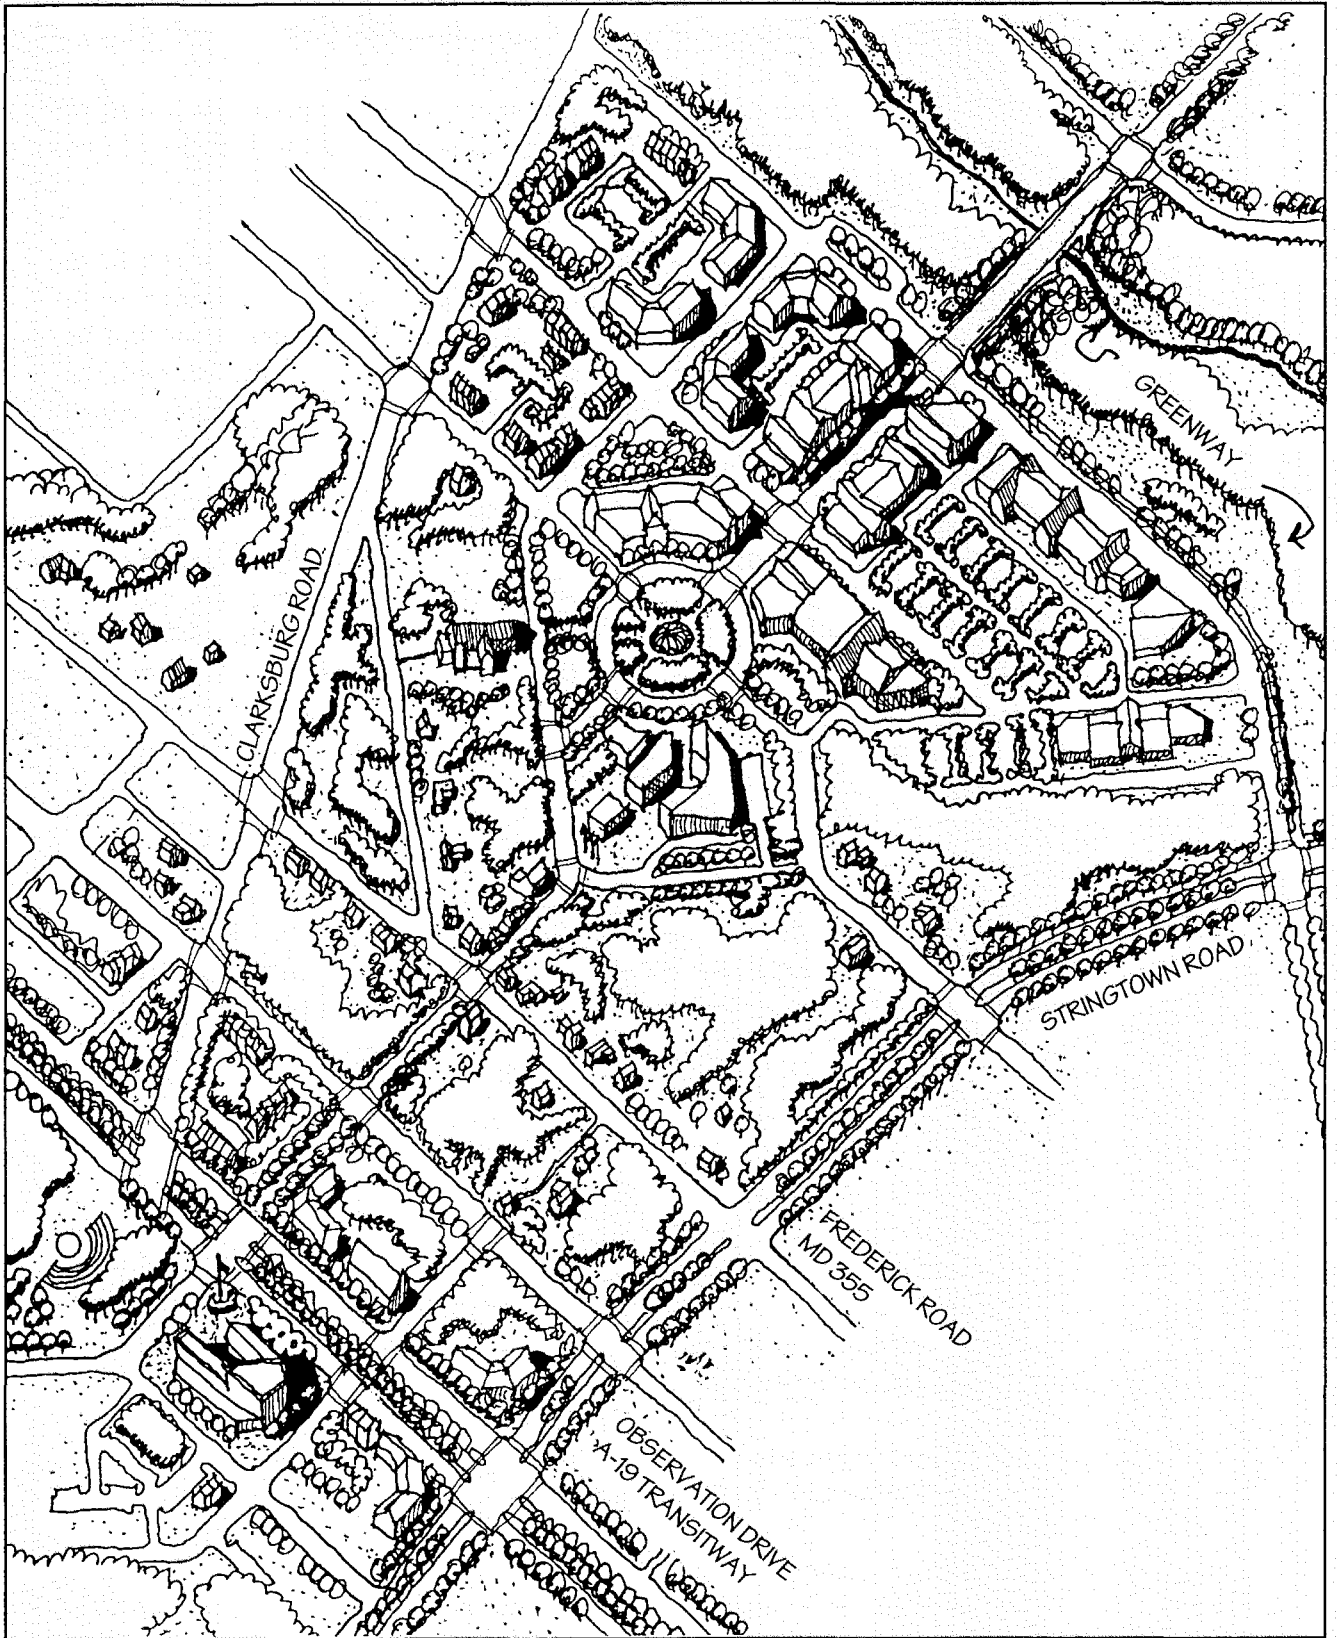 GREENWAY
CLARKSBURG ROAD
STRINGTOWN ROAD
FREDERICK ROAD
MD 355
OBSERVATION DRIVE
A-19 TRANSITWAY